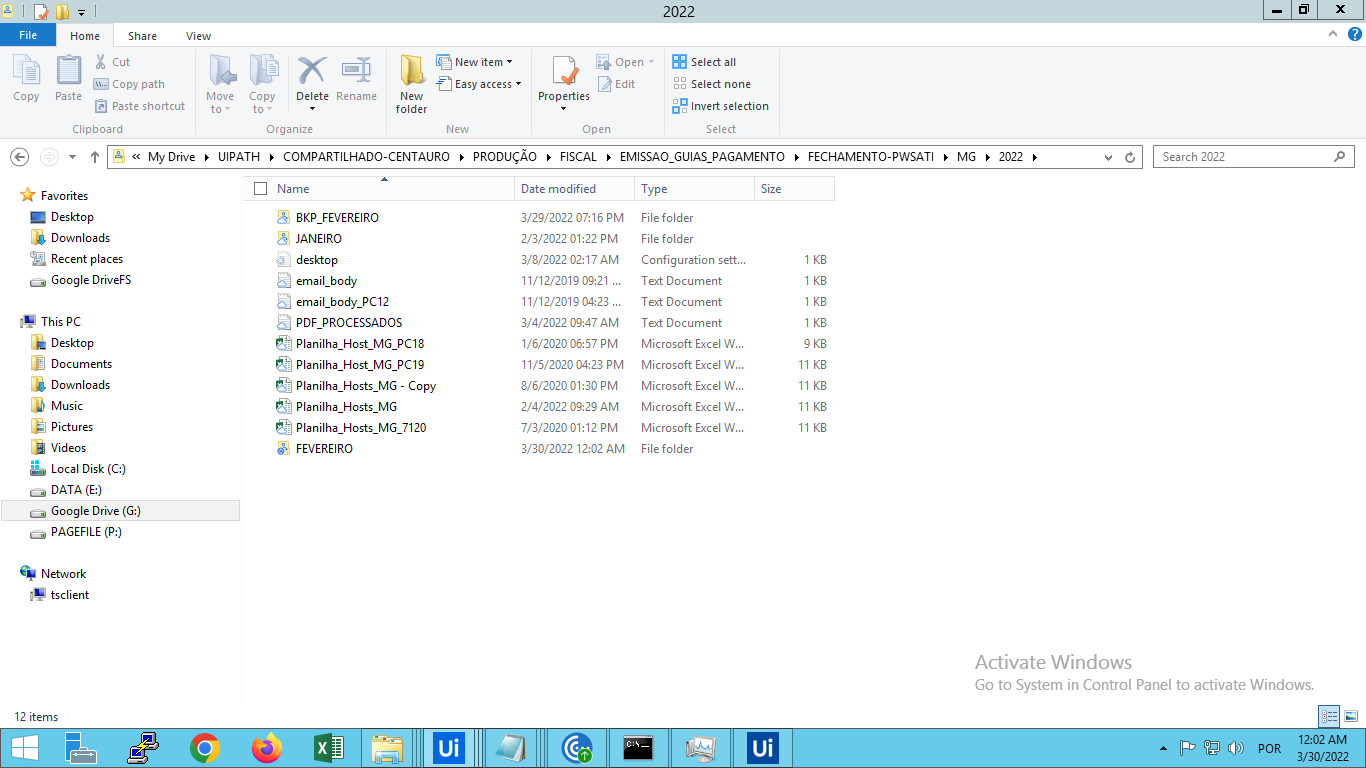 2022
File Home Share View
Copy Paste Cut Copy path Paste shortcut Clipboard
Move to Copy to Delete Rename Organize
New folder New item Easy access New
Properties Open Edit Open
Select all Select none Invert selection Select
« My Drive UIPATH COMPARTILHADO-CENTAURO PRODUÇÃO FISCAL EMISSAO_GUIAS_PAGAMENTO FECHAMENTO-PWSATI MG 2022
Search 2022
Favorites
Desktop
Downloads
Recent places
Google DriveFS
This PC
Desktop
Documents
Downloads
Music
Pictures
Videos
Local Disk (C:)
DATA (E:)
Google Drive (G:)
PAGEFILE (P:)
Network
tsclient
Name Date modified Type Size
BKP_FEVEREIRO 3/29/2022 07:16 PM File folder
JANEIRO 2/3/2022 01:22 PM File folder
desktop 3/8/2022 02:17 AM Configuration sett... 1 KB
email_body 11/12/2019 09:21 ... Text Document 1 KB
email_body_PC12 11/12/2019 04:23 ... Text Document 1 KB
PDF_PROCESSADOS 3/4/2022 09:47 AM Text Document 1 KB
Planilha_Host_MG_PC18 1/6/2020 06:57 PM Microsoft Excel W... 9 KB
Planilha_Host_MG_PC19 11/5/2020 04:23 PM Microsoft Excel W... 11 KB
Planilha_Hosts_MG - Copy 8/6/2020 01:30 PM Microsoft Excel W... 11 KB
Planilha_Hosts_MG 2/4/2022 09:29 AM Microsoft Excel W... 11 KB
Planilha_Hosts_MG_7120 7/3/2020 01:12 PM Microsoft Excel W... 11 KB
FEVEREIRO 3/30/2022 12:02 AM File folder
Activate Windows
Go to System in Control Panel to activate Windows.
12 items
Ui
C:\
Ui
POR
12:02 AM
3/30/2022